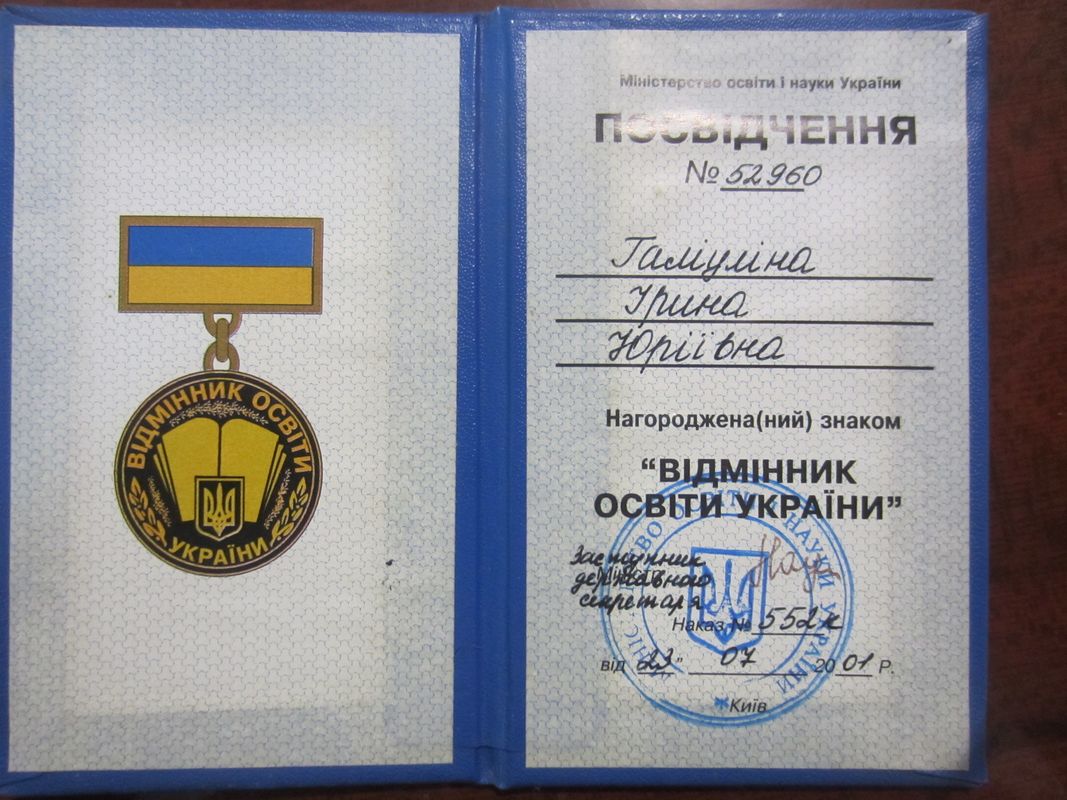 ВІДМІННИК ОСВІТИ
УКРАЇНИ
Міністерство освіти і науки України
ПОСВІДЧЕННЯ
№ 52960
Галіуліна
Ірина
Юріївна
Нагороджена(ний) знаком
“ВІДМІННИК
ОСВІТИ УКРАЇНИ”
Заступник
державного
секретаря
Наказ № 552к
від 23” 07 2001 Р.
Київ